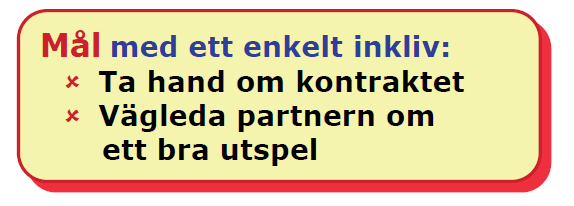 Mål med ett enkelt inkliv:
× Ta hand om kontraktet
× Vägleda partnern om
ett bra utspel